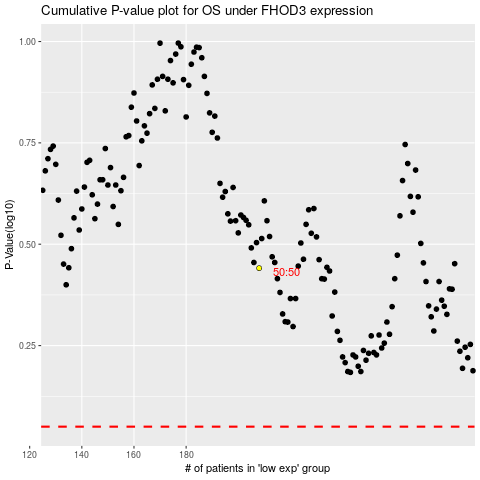 Cumulative P-value plot for OS under FHOD3 expression
P-Value(log10)
1.00
0.75
0.50
0.25
50:50
120 140 160 180
# of patients in 'low exp' group